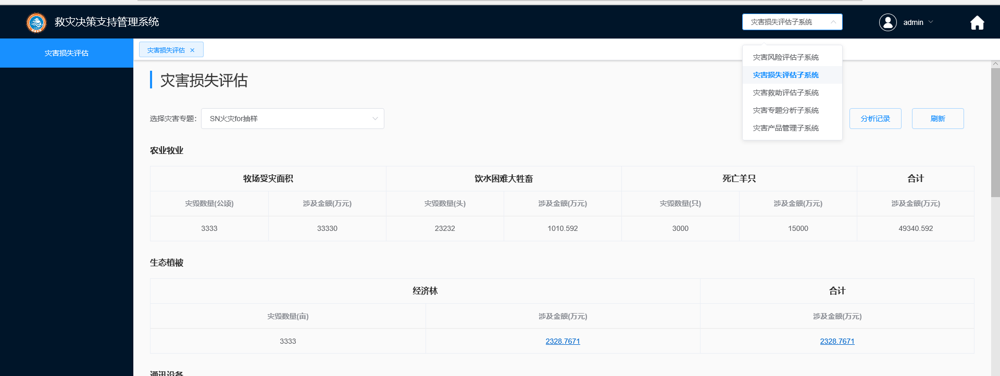 救灾决策支持管理系统
灾害损失评估子系统
admin
灾害损失评估
灾害损失评估 ×
灾害风险评估子系统
灾害损失评估子系统
灾害救助评估子系统
灾害专题分析子系统
灾害产品管理子系统
灾害损失评估
选择灾害专题: SN火灾for抽样
分析记录 刷新
农业牧业
牧场受灾面积 饮水困难大牲畜 死亡羊只 合计
灾毁数量(公顷) 涉及金额(万元) 灾毁数量(头) 涉及金额(万元) 灾毁数量(只) 涉及金额(万元) 涉及金额(万元)
3333 33330 23232 1010.592 3000 15000 49340.592
生态植被
经济林 合计
灾毁数量(亩) 涉及金额(万元) 涉及金额(万元)
3333 2328.7671 2328.7671
通讯设备